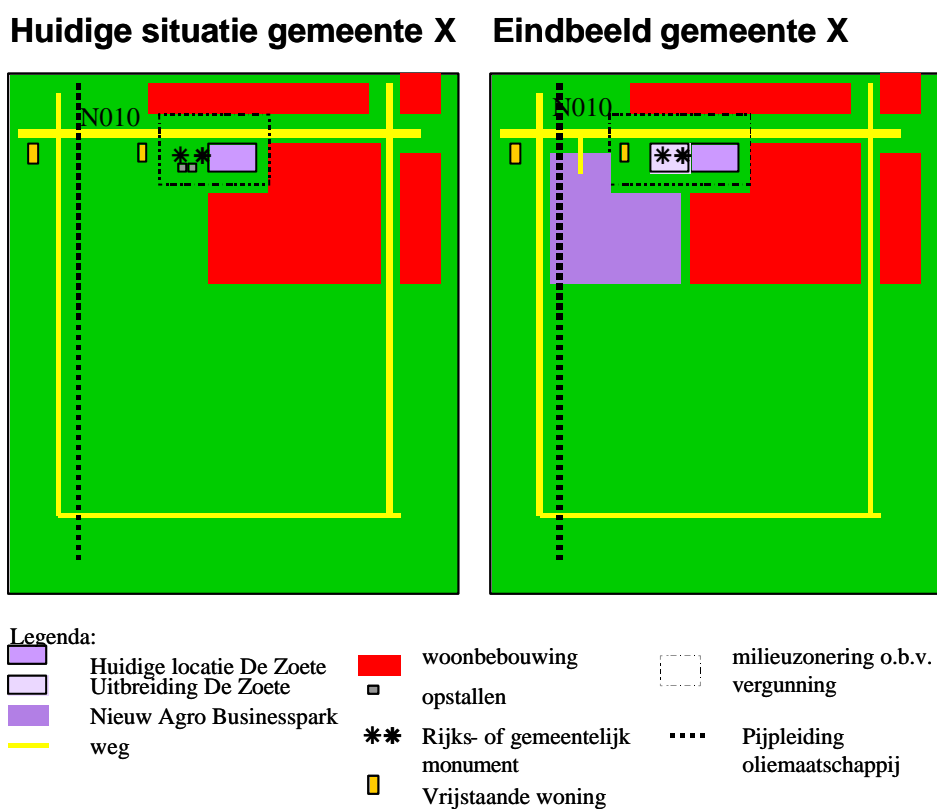 Huidige situatie gemeente X
Eindbeeld gemeente X
N010
N010
Legenda:
Huidige locatie De Zoete
Uitbreiding De Zoete
Nieuw Agro Businesspark
weg
woonbebouwing
opstallen
Rijks- of gemeentelijk
monument
Vrijstaande woning
milieuzonering o.b.v.
vergunning
Pijpleiding
oliemaatschappij